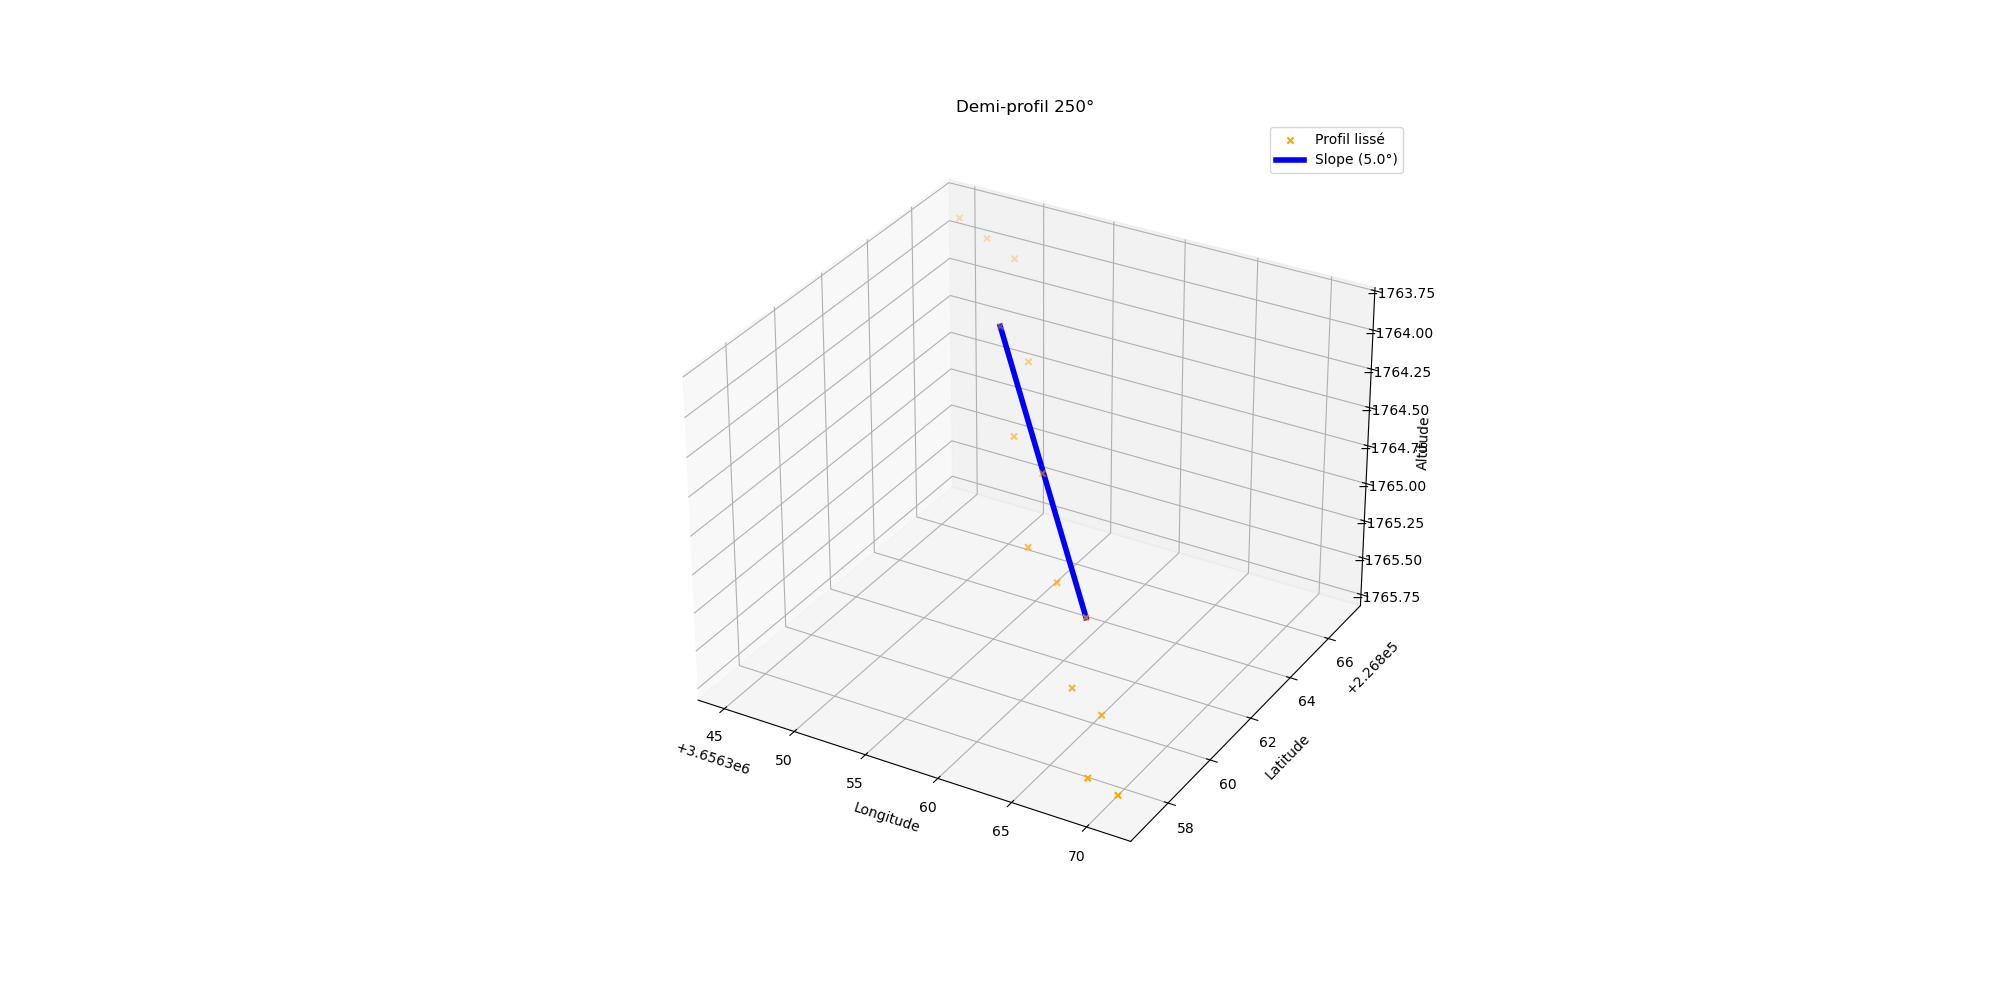 Demi-profil 250°
Profil lissé
Slope (5.0°)
−1763.75
−1764.00
−1764.25
−1764.50
−1764.75
−1765.00
−1765.25
−1765.50
−1765.75
Altitude
66
64
62
60
58
+2.268e5
Latitude
45
50
55
60
65
70
+3.6563e6
Longitude